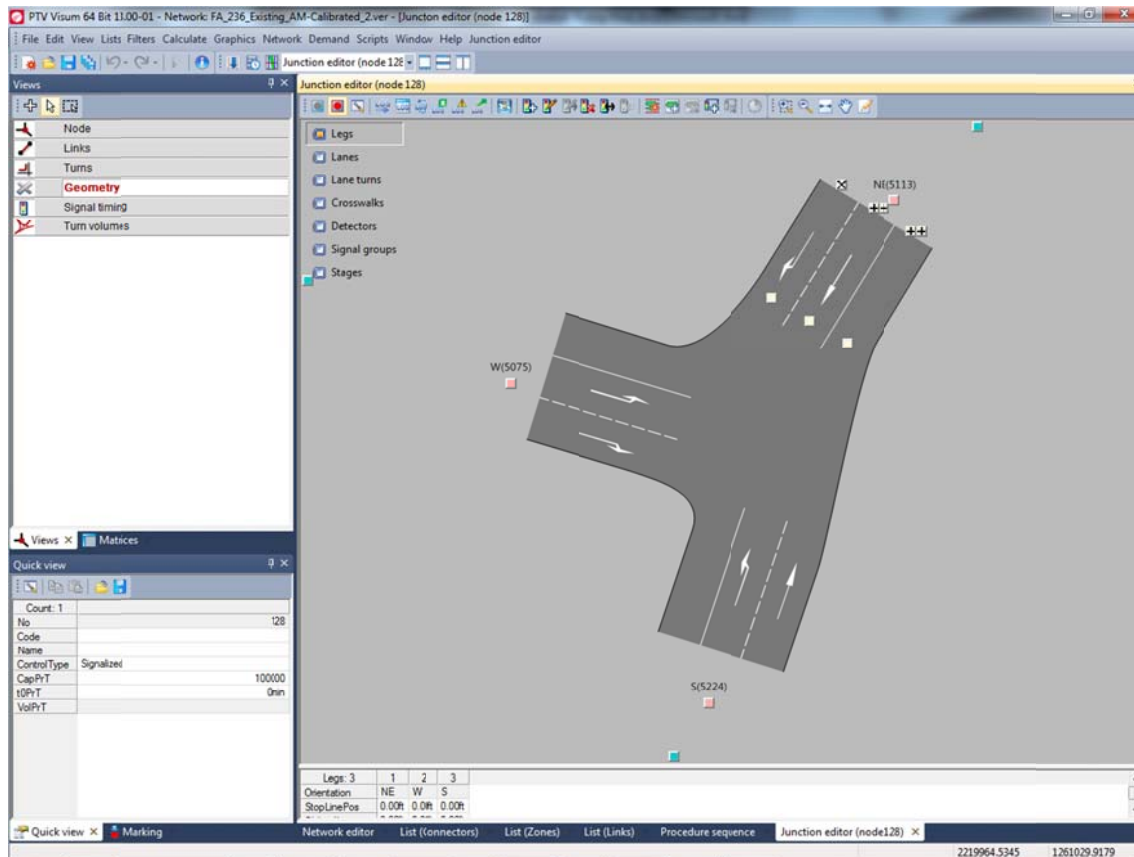 PTV Visum 64 Bit 11.00-01 - Network: FA_236_Existing_AM-Calibrated_2.ver - [Juncton editor (node 128)]
File Edit View Lists Filters Calculate Graphics Network Demand Scripts Window Help Junction editor
Junction editor (node 128
Views
Junction editor (node 128)
Node
Links
Turns
Geometry
Signal timing
Turn volumes
Legs
Lanes
Lane turns
Crosswalks
Detectors
Signal groups
Stages
NE(5113)
W(5075)
S(5224)
Views
Matrices
Quick view
Count: 1
No 128
Code
Name
ControlType Signalized
CapPrT 100000
t0PrT 0min
VolPrT
Legs: 3 1 2 3
Orientation NE W S
StopLinePos 0.00ft 0.0ft 0.00ft
Quick view
Marking
Network editor List (Connectors) List (Zones) List (Links) Procedure sequence Junction editor (node128)
2219964.5345 1261029.9179